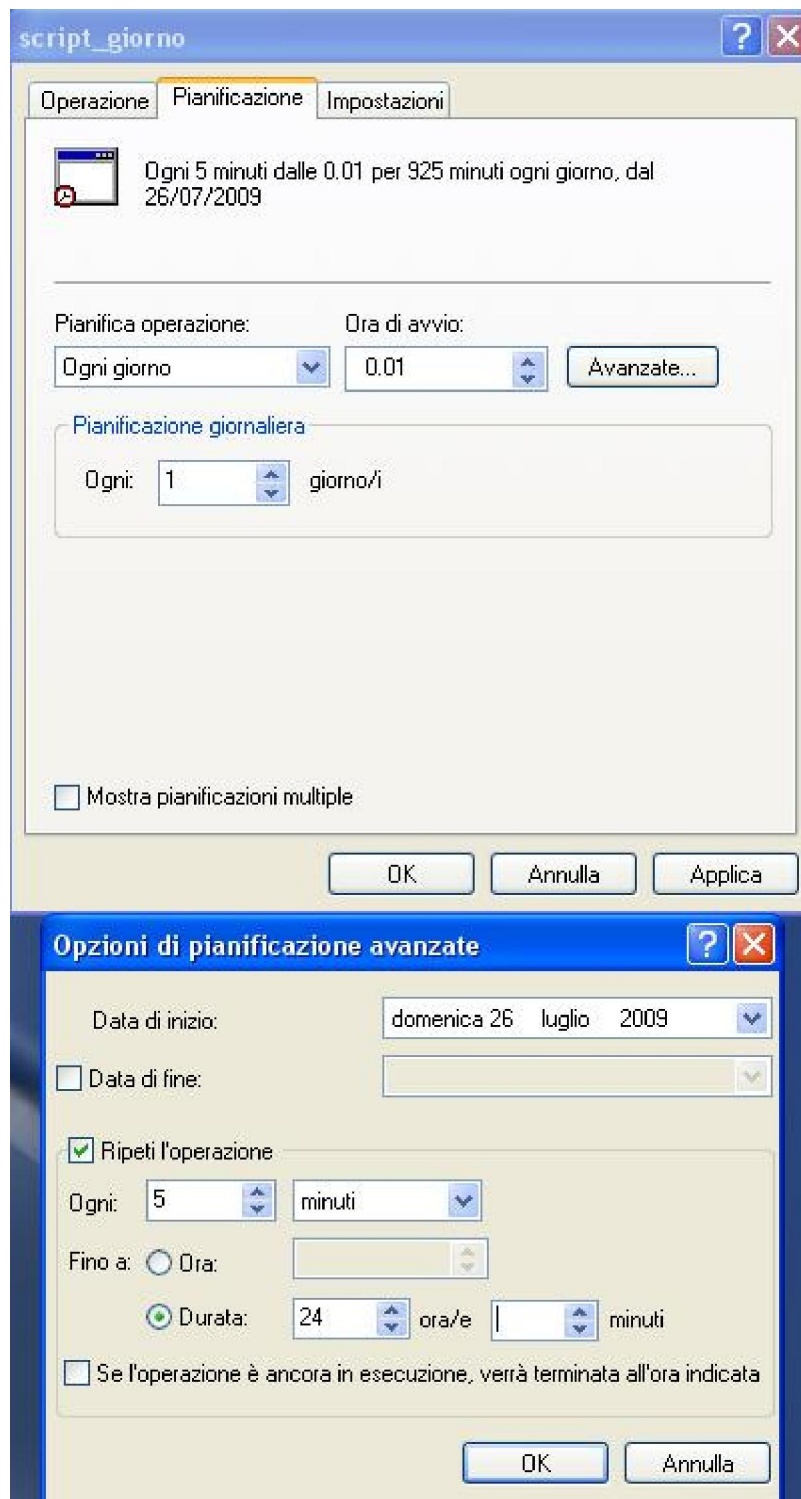 script_giorno
Operazione Pianificazione Impostazioni
Ogni 5 minuti dalle 0.01 per 925 minuti ogni giorno, dal
26/07/2009
Pianifica operazione: Ora di avvio:
Ogni giorno 0.01 Avanzate...
Pianificazione giornaliera
Ogni: 1 giorno/i
Mostra pianificazioni multiple
OK Annulla Applica
Opzioni di pianificazione avanzate
Data di inizio: domenica 26 luglio 2009
Data di fine:
Ripeti l'operazione
Ogni: 5 minuti
Fino a: Ora:
Durata: 24 ora/e minuti
Se l'operazione è ancora in esecuzione, verrà terminata all'ora indicata
OK Annulla